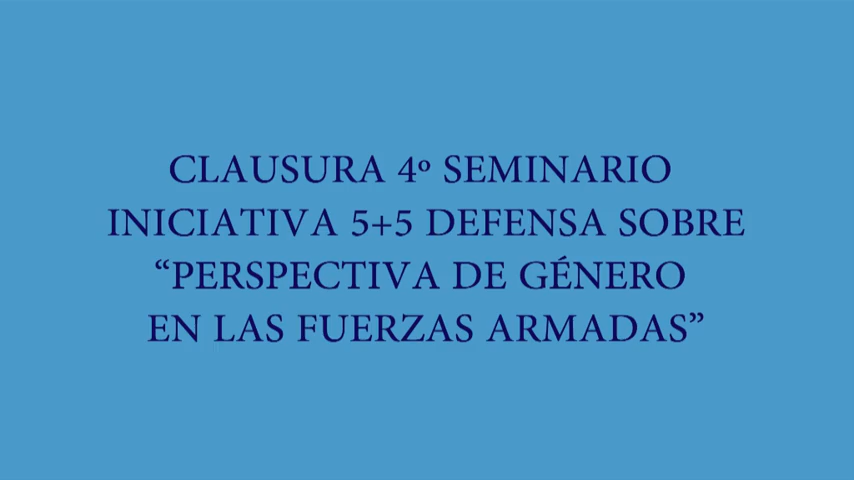 CLAUSURA 4º SEMINARIO
INICIATIVA 5+5 DEFENSA SOBRE
“PERSPECTIVA DE GÉNERO
EN LAS FUERZAS ARMADAS”